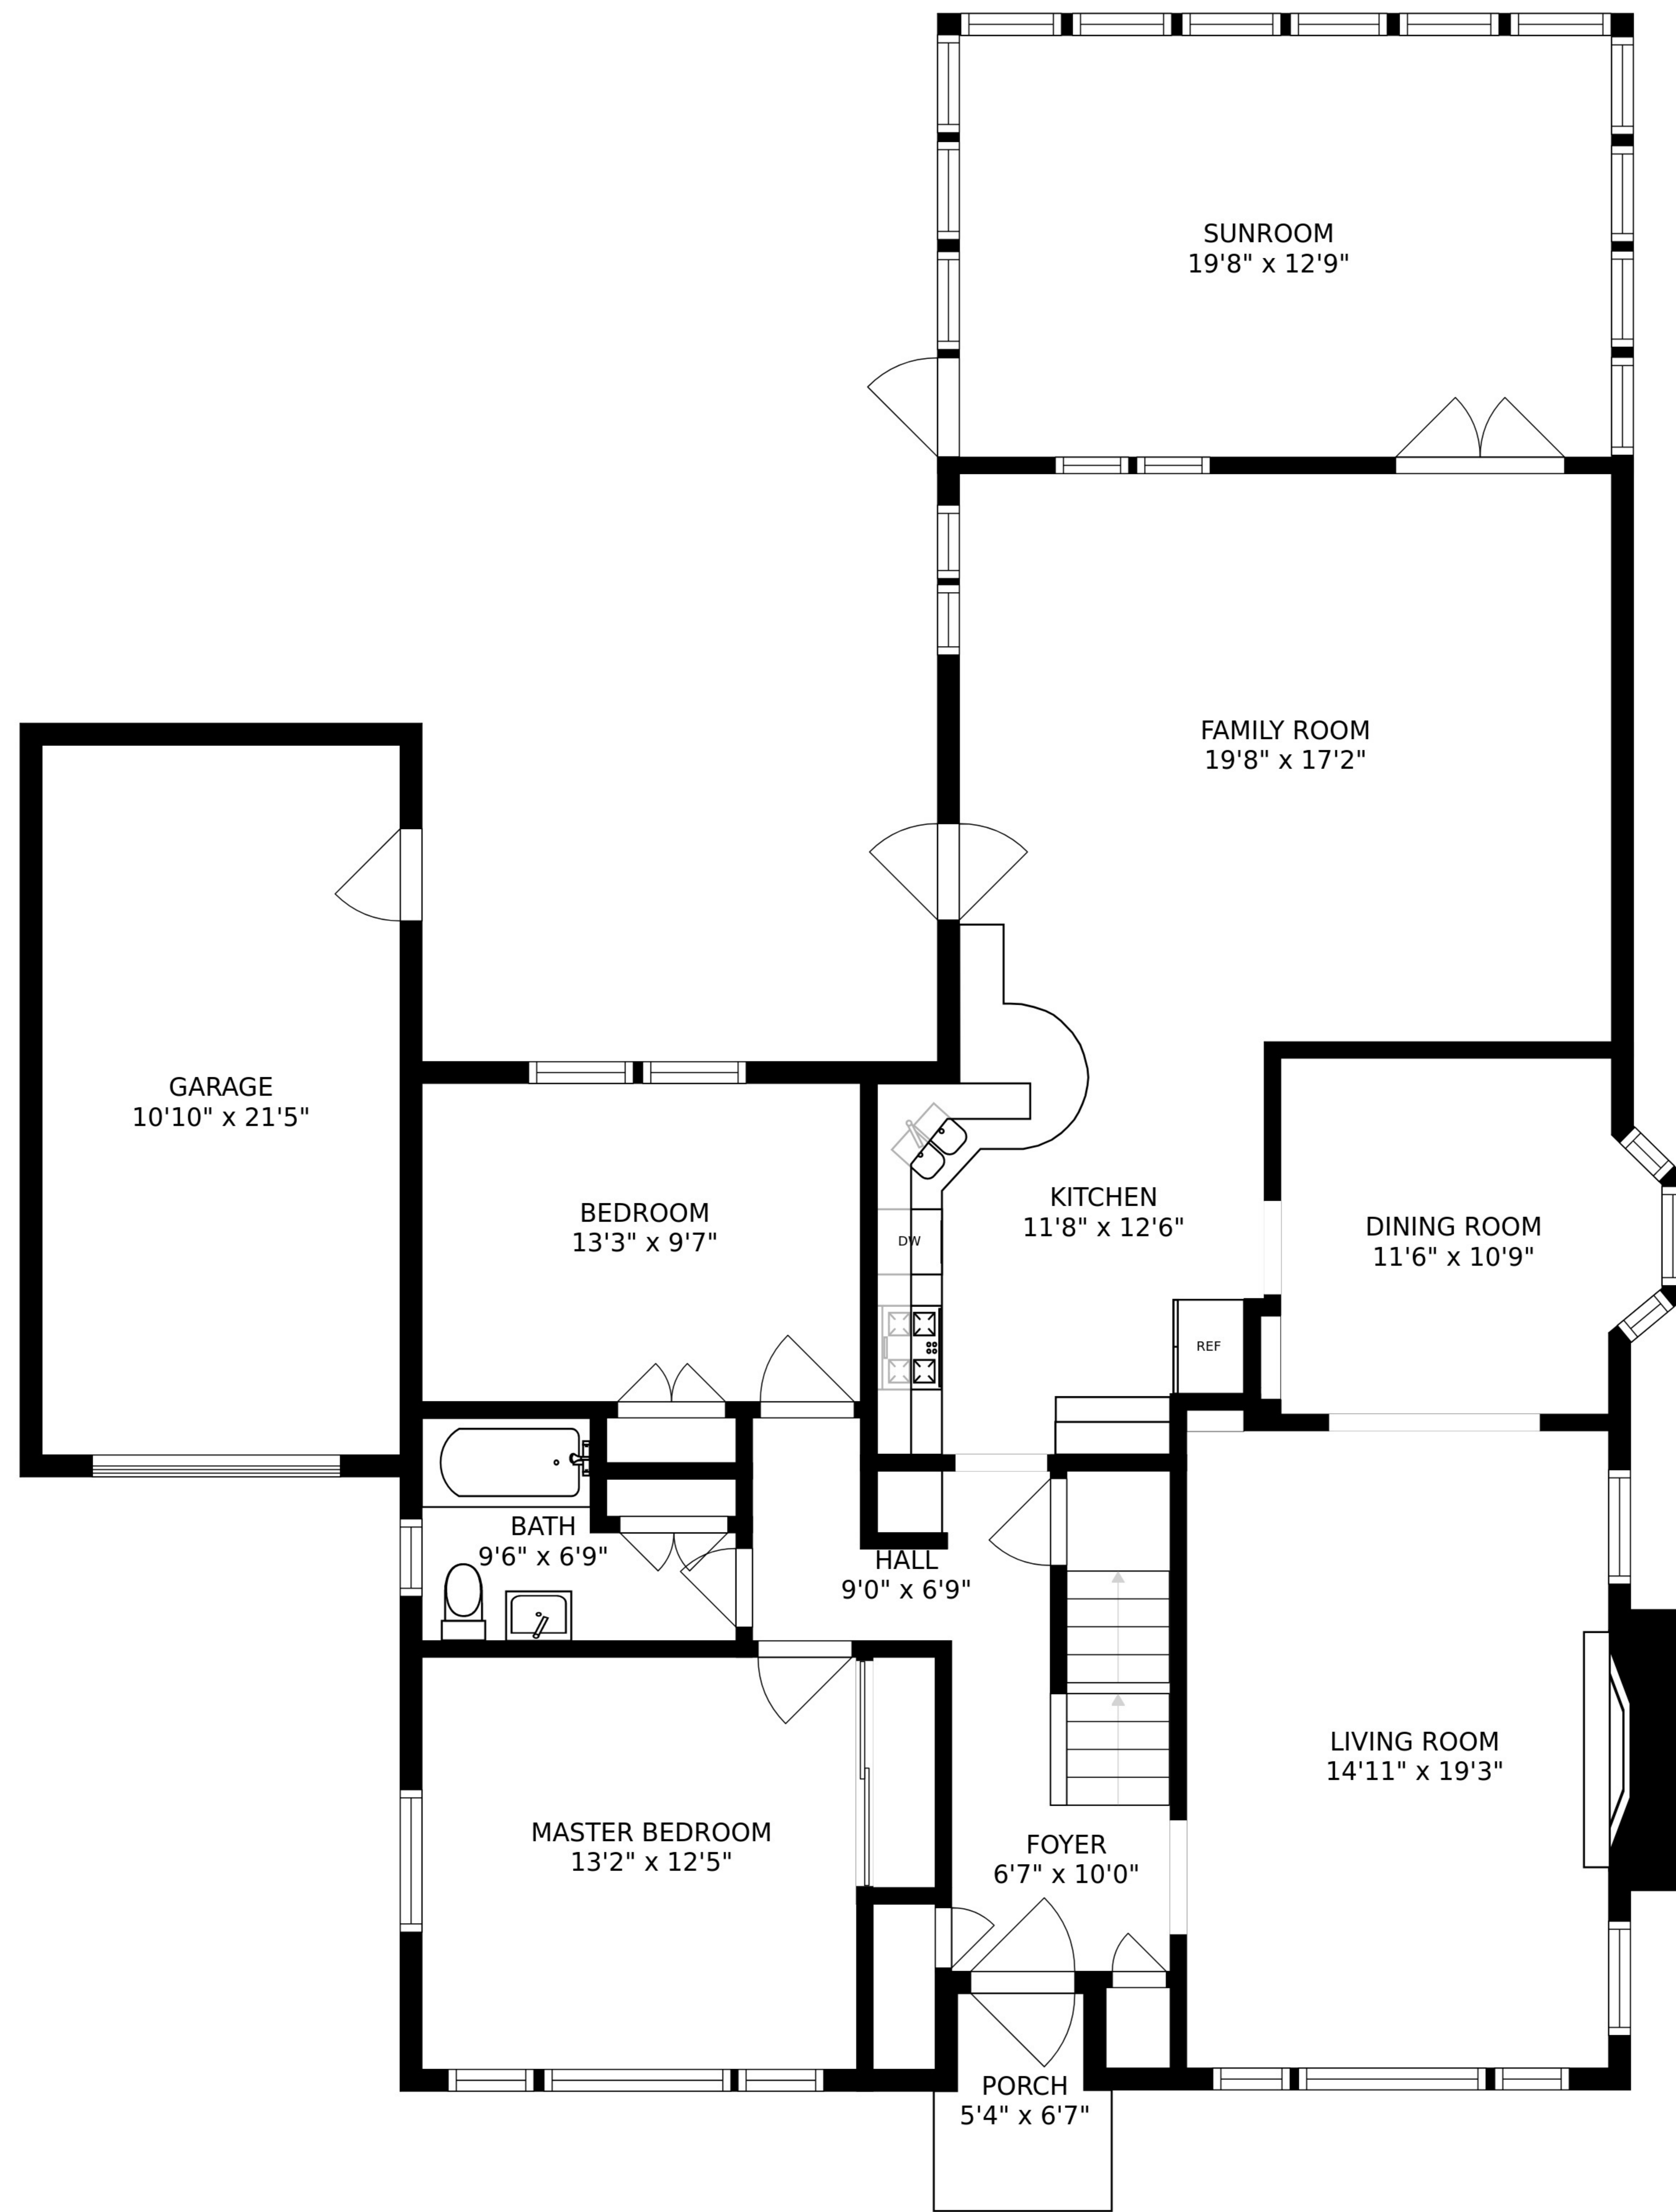 SUNROOM
19'8" x 12'9"
FAMILY ROOM
19'8" x 17'2"
GARAGE
10'10" x 21'5"
BEDROOM
13'3" x 9'7"
KITCHEN
11'8" x 12'6"
DINING ROOM
11'6" x 10'9"
DW
REF
BATH
9'6" x 6'9"
HALL
9'0" x 6'9"
LIVING ROOM
14'11" x 19'3"
MASTER BEDROOM
13'2" x 12'5"
FOYER
6'7" x 10'0"
PORCH
5'4" x 6'7"